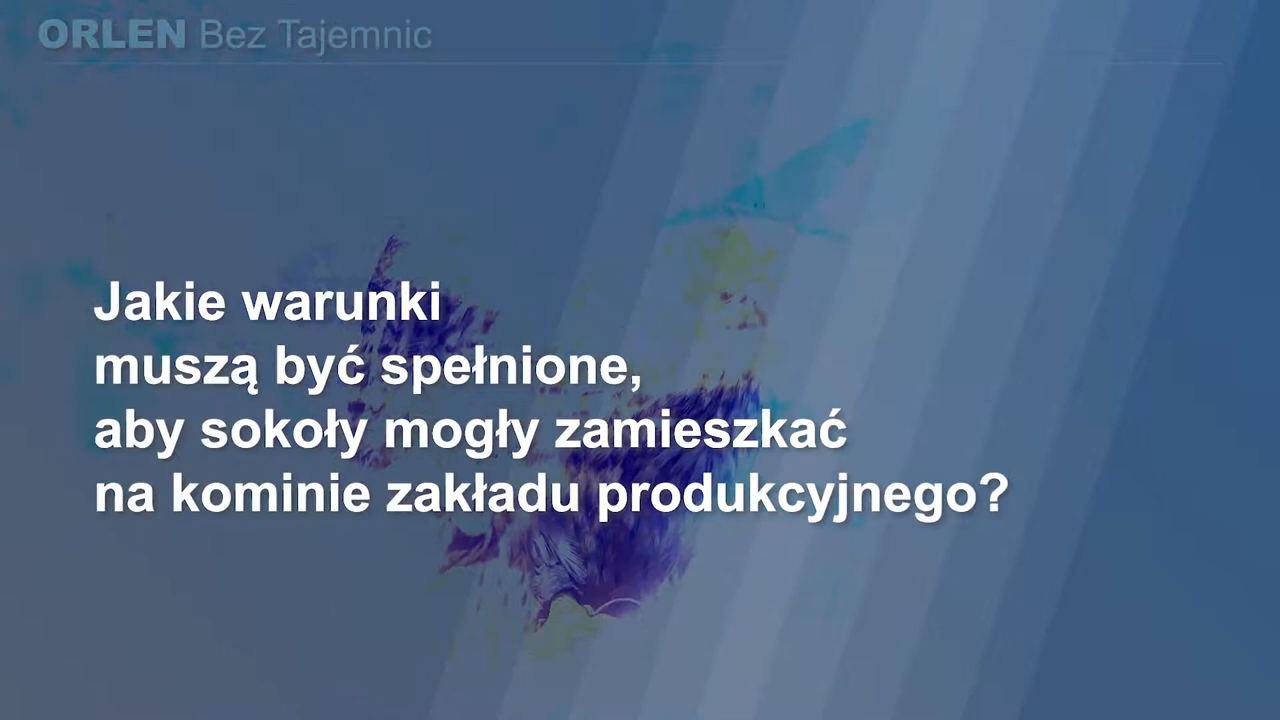 ORLEN Bez Tajemnic
Jakie warunki
muszą być spełnione,
aby sokoły mogły zamieszkać
na kominie zakładu produkcyjnego?